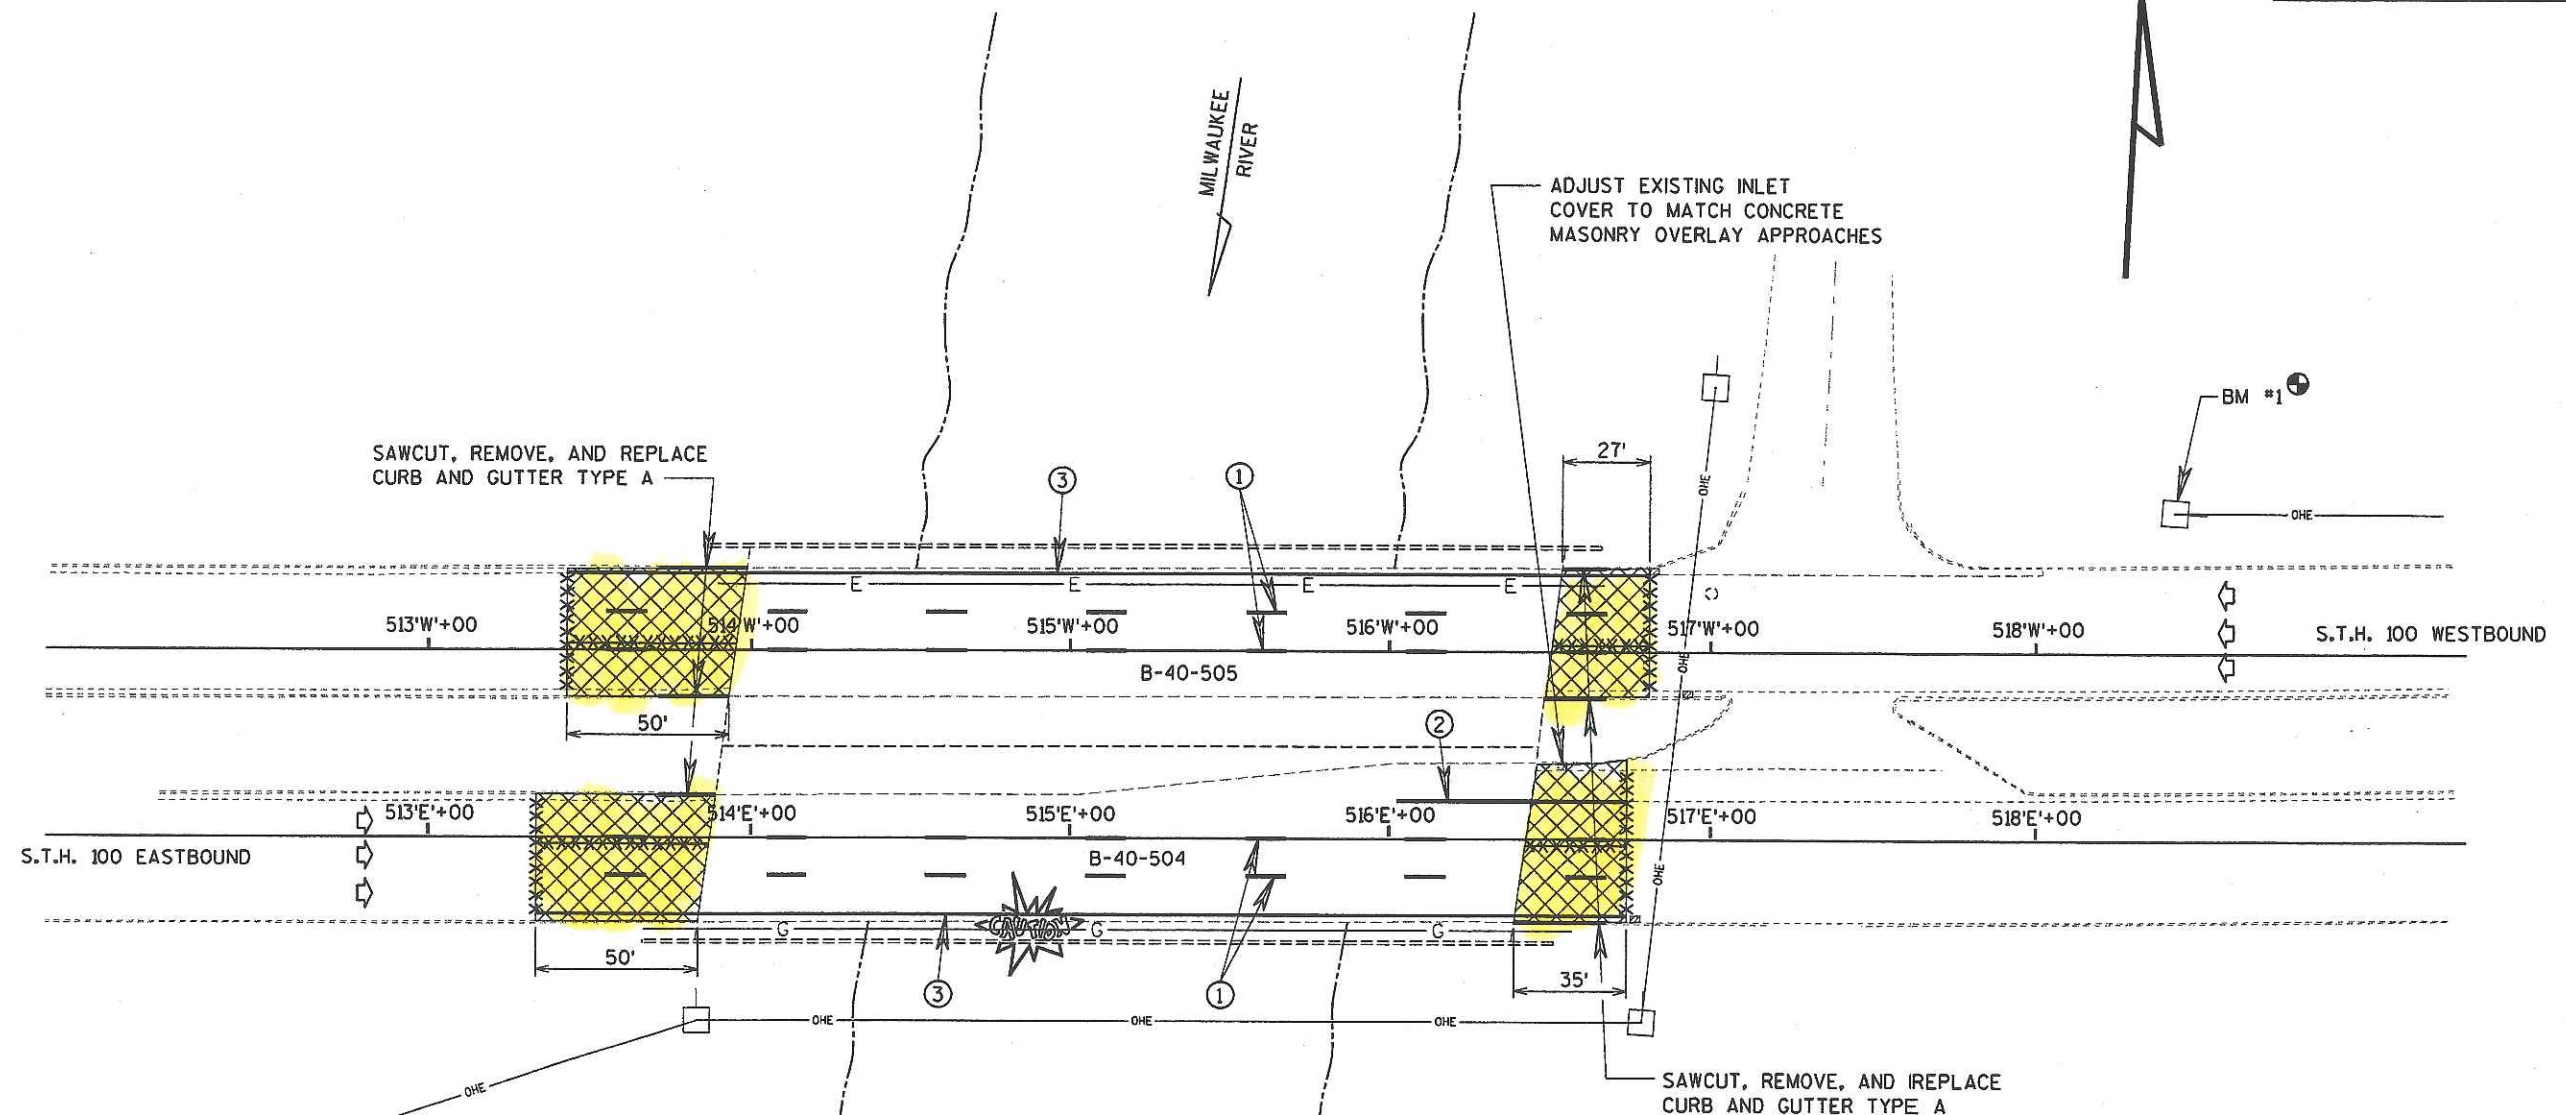 MILWAUKEE
RIVER
ADJUST EXISTING INLET
COVER TO MATCH CONCRETE
MASONRY OVERLAY APPROACHES
BM #1
SAWCUT, REMOVE, AND REPLACE
CURB AND GUTTER TYPE A
3
1
27'
OHE
OHE
E E E E
513'W'+00 514'W'+00 515'W'+00 516'W'+00 517'W'+00 518'W'+00
S.T.H. 100 WESTBOUND
OHE
B-40-505
50'
2
513'E'+00 514'E'+00 515'E'+00 516'E'+00 517'E'+00 518'E'+00
S.T.H. 100 EASTBOUND
B-40-504
OHE
G CAUTION G G
50'
3
1
35'
OHE OHE OHE
OHE
SAWCUT, REMOVE, AND REPLACE
CURB AND GUTTER TYPE A